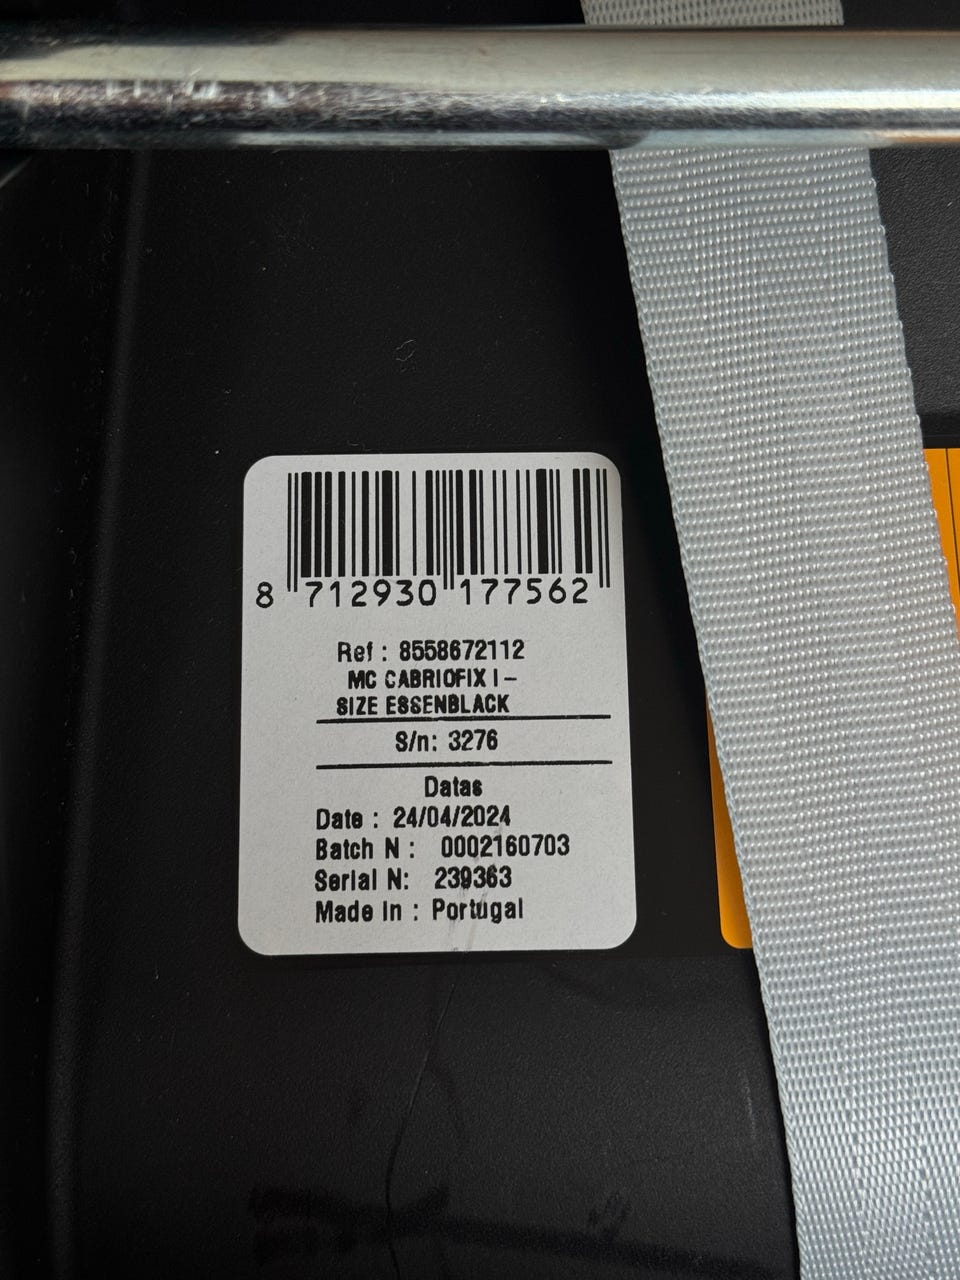 8 712930 177562
Ref : 8558672112
MC CABRIOFIX I -
SIZE ESSENBLACK
S/n: 3276
Datas
Date : 24/04/2024
Batch N : 0002160703
Serial N: 239363
Made in : Portugal